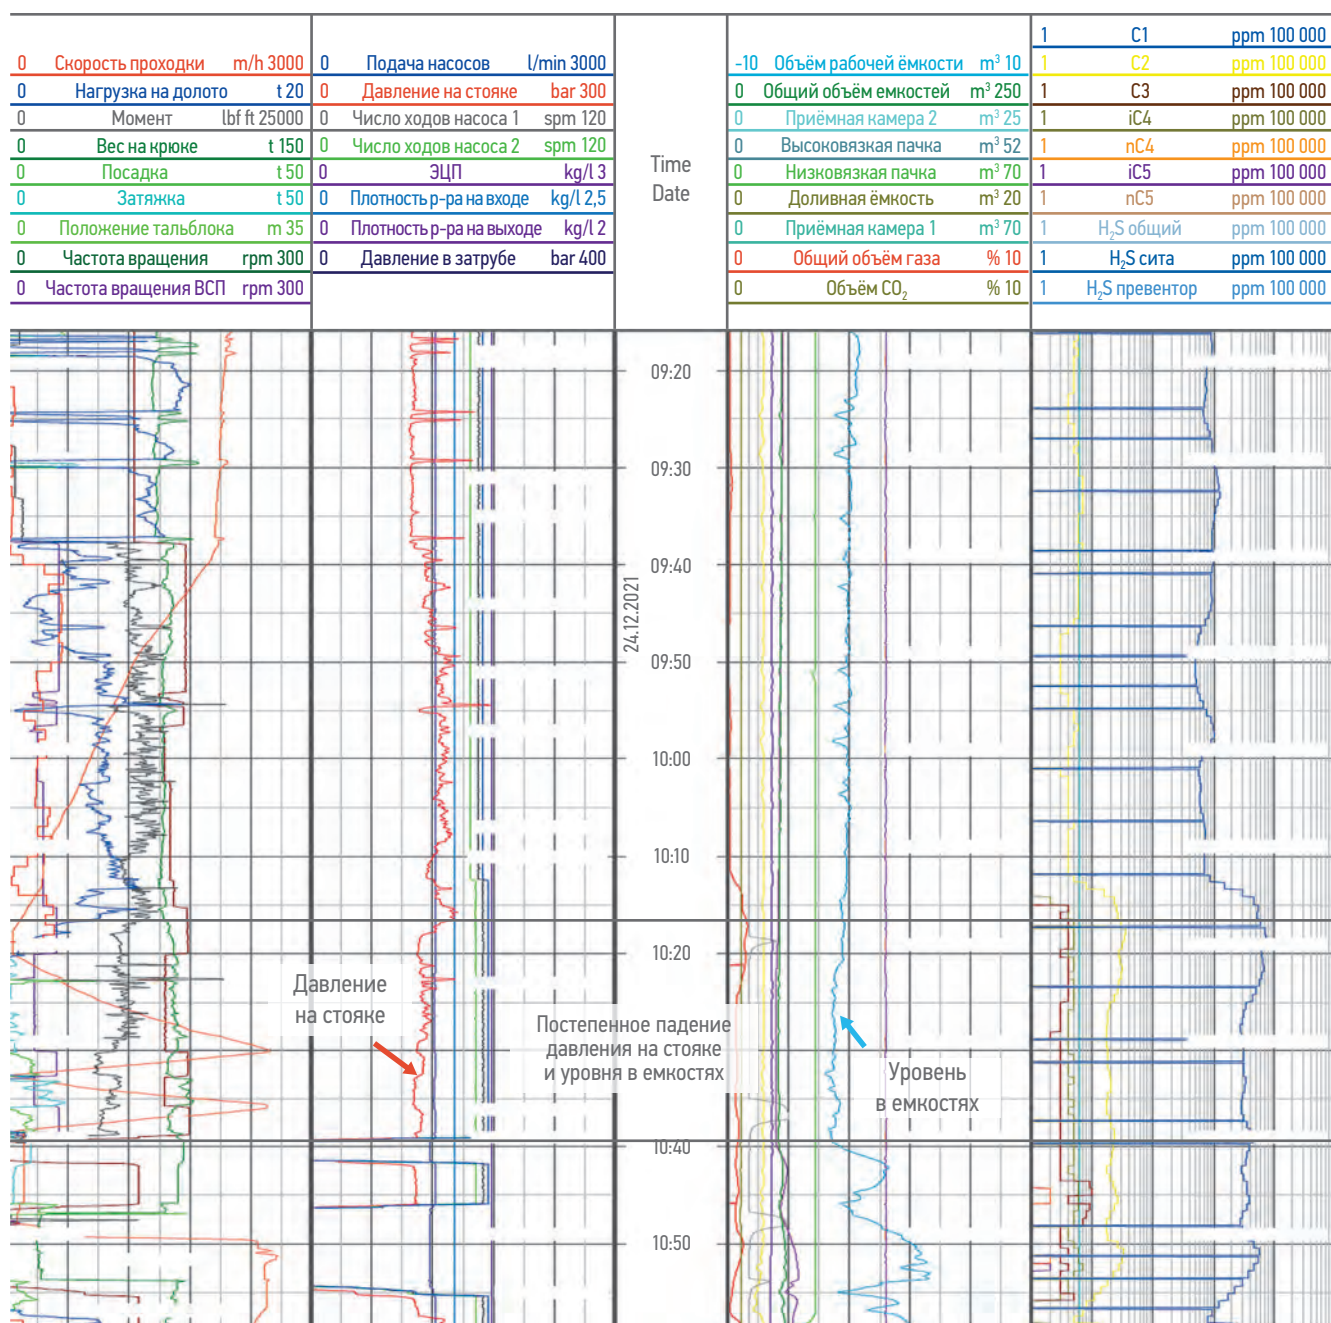 0 Скорость проходки m/h 3000
0 Нагрузка на долото t 20
0 Момент lbf ft 25000
0 Вес на крюке t 150
0 Посадка t 50
0 Затяжка t 50
0 Положение тальблока m 35
0 Частота вращения rpm 300
0 Частота вращения ВСП rpm 300
0 Подача насосов l/min 3000
0 Давление на стояке bar 300
0 Число ходов насоса 1 spm 120
0 Число ходов насоса 2 spm 120
0 ЭЦП kg/l 3
0 Плотность р-ра на входе kg/l 2,5
0 Плотность р-ра на выходе kg/l 2
0 Давление в затрубе bar 400
Time
Date
-10 Объём рабочей ёмкости m³ 10
0 Общий объём емкостей m³ 250
0 Приёмная камера 2 m³ 25
0 Высоковязкая пачка m³ 52
0 Низковязкая пачка m³ 70
0 Доливная ёмкость m³ 20
0 Приёмная камера 1 m³ 70
0 Общий объём газа % 10
0 Объём CO₂ % 10
1 C1 ppm 100 000
1 C2 ppm 100 000
1 C3 ppm 100 000
1 iC4 ppm 100 000
1 nC4 ppm 100 000
1 iC5 ppm 100 000
1 nC5 ppm 100 000
1 H₂S общий ppm 100 000
1 H₂S сита ppm 100 000
1 H₂S превентор ppm 100 000
09:20
09:30
09:40
24.12.2021
09:50
10:00
10:10
10:20
Давление
на стояке
Постепенное падение
давления на стояке
и уровня в емкостях
Уровень
в емкостях
10:40
10:50